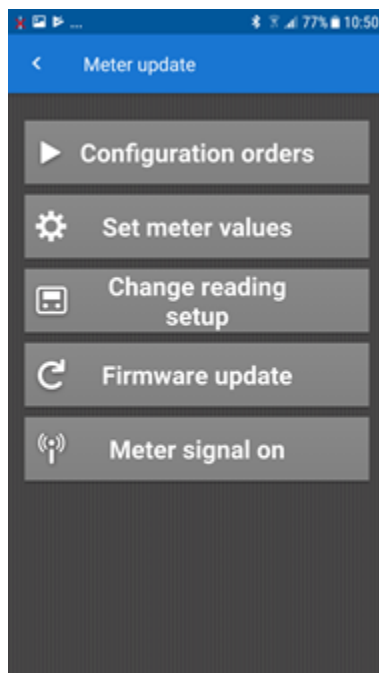 ... 77% 10:50
Meter update
Configuration orders
Set meter values
Change reading
setup
Firmware update
Meter signal on